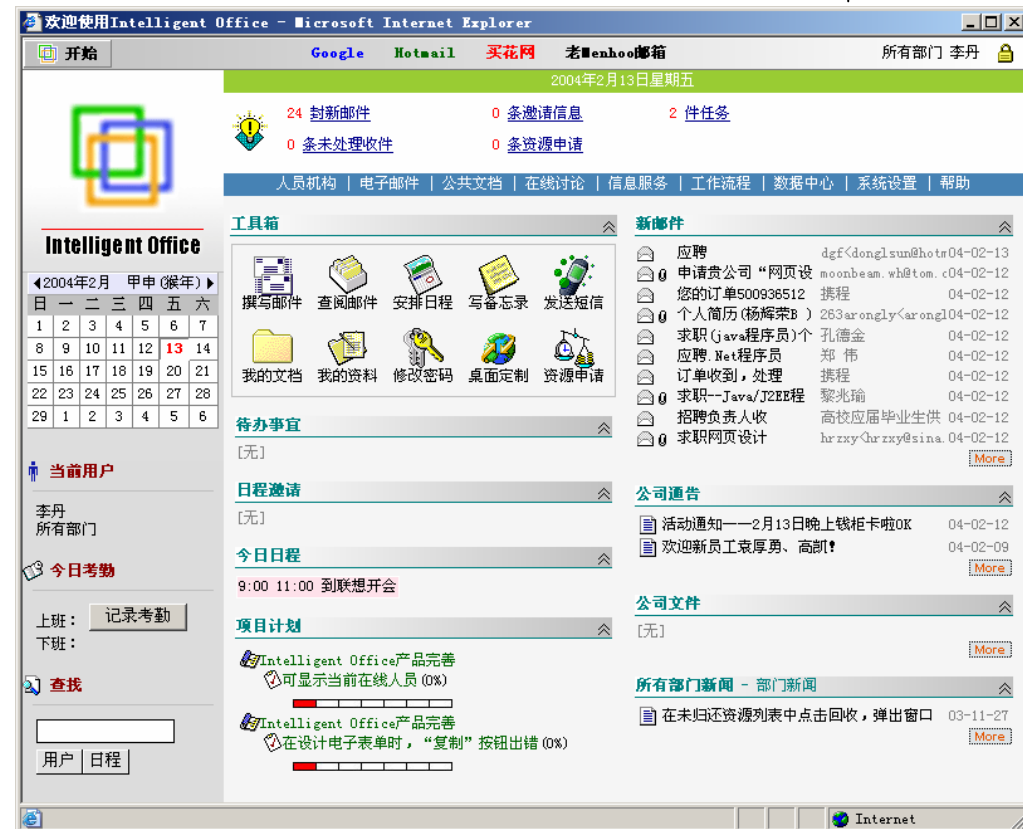 欢迎使用Intelligent Office - Microsoft Internet Explorer
开始 Google Hotmail 买花网 老Menhoo邮箱 所有部门 李丹
2004年2月13日星期五
24 封新邮件 0 条邀请信息 2 件任务
0 条未处理收件 0 条资源申请
人员机构 | 电子邮件 | 公共文档 | 在线讨论 | 信息服务 | 工作流程 | 数据中心 | 系统设置 | 帮助
Intelligent Office
2004年2月 甲申(猴年)
日 一 二 三 四 五 六
1 2 3 4 5 6 7
8 9 10 11 12 13 14
15 16 17 18 19 20 21
22 23 24 25 26 27 28
29 1 2 3 4 5 6
当前用户
李丹
所有部门
今日考勤
上班： 记录考勤
下班：
查找
用户 日程
工具箱
撰写邮件 查阅邮件 安排日程 写备忘录 发送短信
我的文档 我的资料 修改密码 桌面定制 资源申请
待办事宜
[无]
日程邀请
[无]
今日日程
9:00 11:00 到联想开会
项目计划
Intelligent Office产品完善
可显示当前在线人员(0%)
Intelligent Office产品完善
在设计电子表单时，“复制”按钮出错(0%)
新邮件
应聘 dgf<donglsun@hotm 04-02-13
申请贵公司“网页设 moonbeam.wh@tom.c 04-02-12
您的订单500936512 携程 04-02-12
个人简历(杨辉荣B ) 263arongly<arongl 04-02-12
求职(java程序员)个 孔德金 04-02-12
应聘.Net程序员 郑 伟 04-02-12
订单收到，处理 携程 04-02-12
求职--Java/J2EE程 黎兆瑜 04-02-12
招聘负责人收 高校应届毕业生供 04-02-12
求职网页设计 hrzxy<hrzxy@sina. 04-02-12
More
公司通告
活动通知——2月13日晚上钱柜卡啦OK 04-02-12
欢迎新员工袁厚勇、高凯! 04-02-09
More
公司文件
[无]
More
所有部门新闻 - 部门新闻
在未归还资源列表中点击回收，弹出窗口 03-11-27
More
Internet